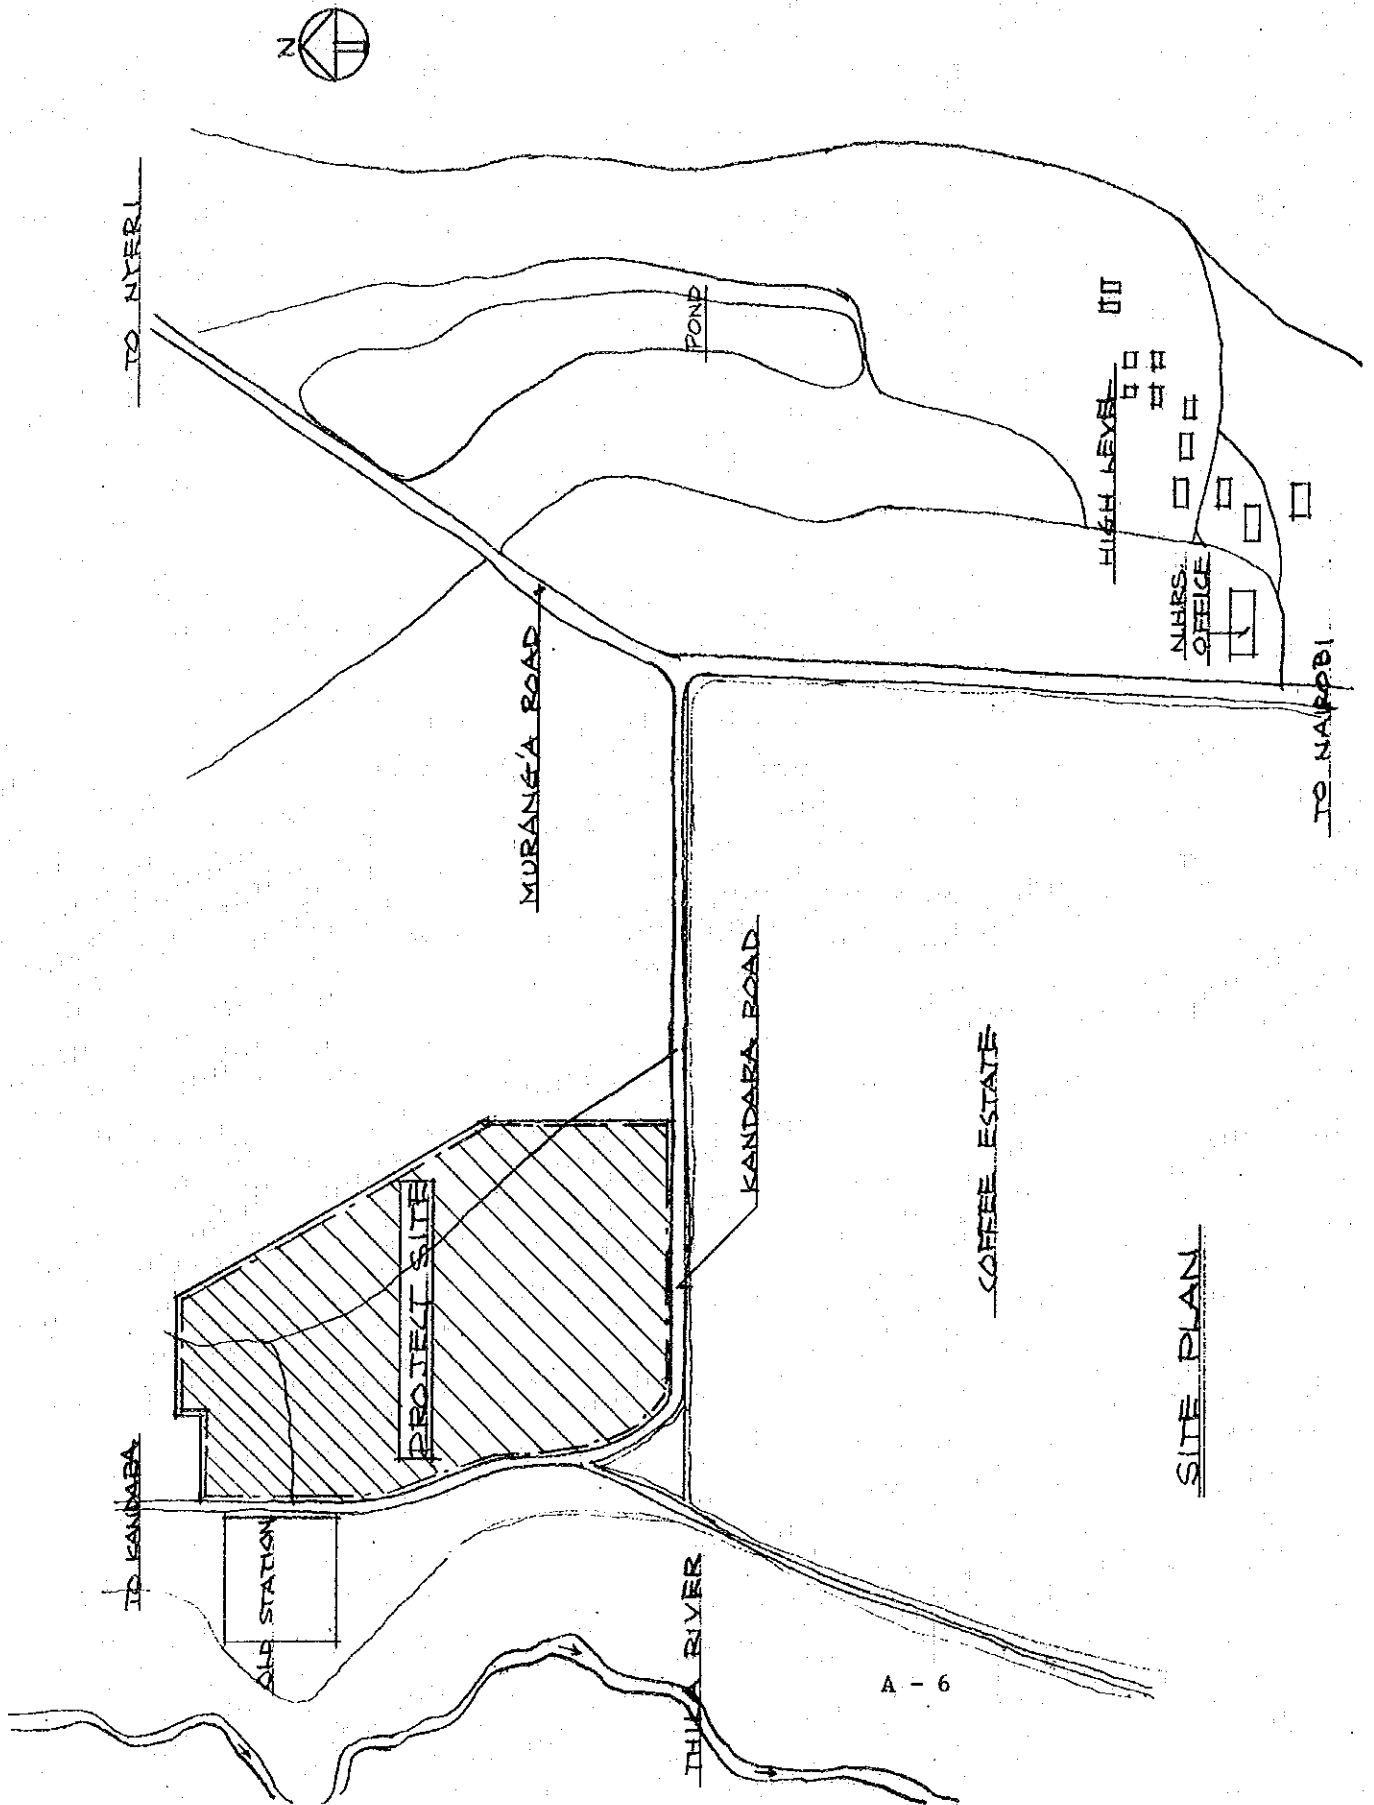 N
TO NYERI
POND
HIGH LEVEL
N.H.R.S.
OFFICE
TO NAIROBI
MURANG'A ROAD
KANDARA ROAD
COFFEE ESTATE
PROJECT SITE
TO KANDARA
OLD STATION
THIKA RIVER
SITE PLAN
A - 6